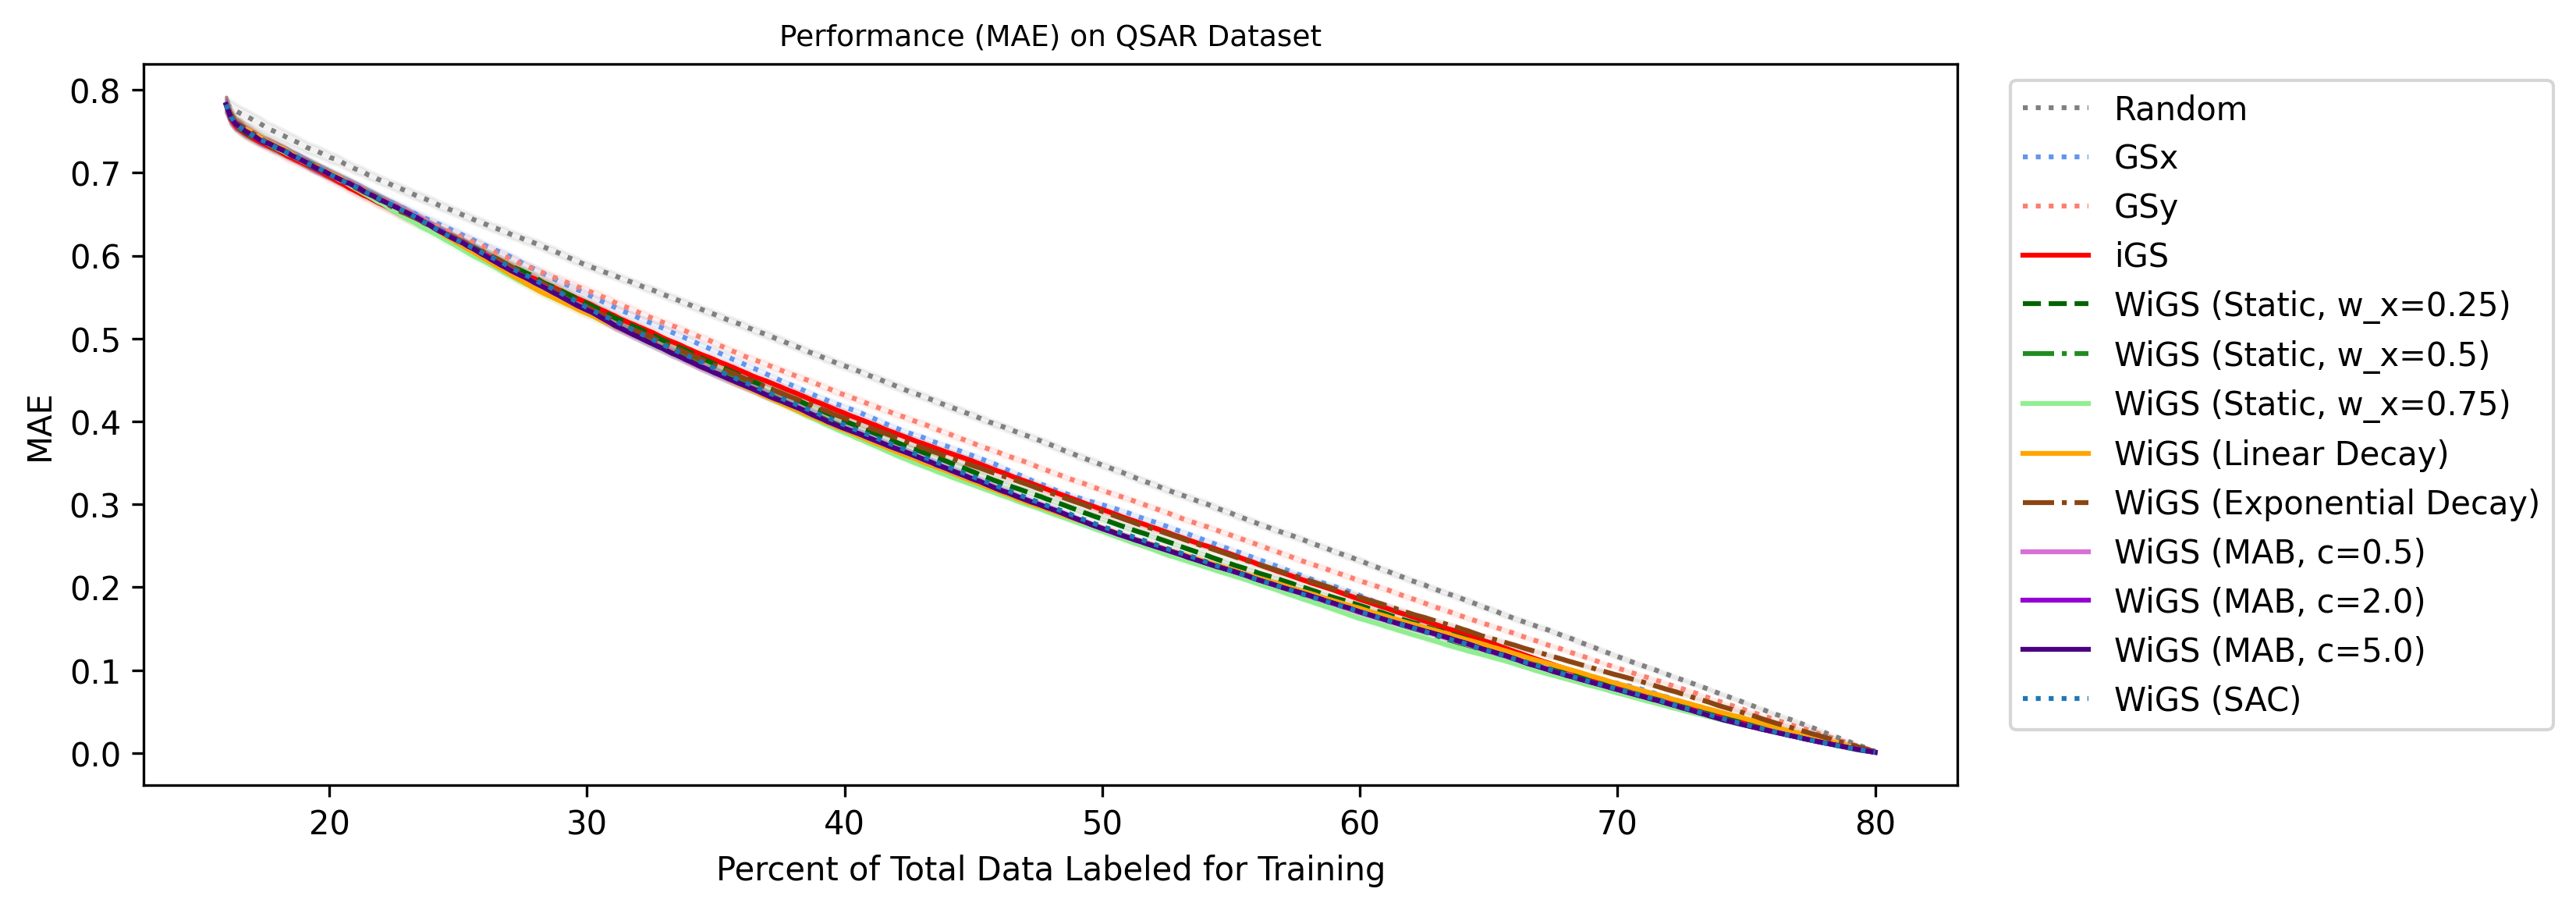 Performance (MAE) on QSAR Dataset
MAE
0.8
0.7
0.6
0.5
0.4
0.3
0.2
0.1
0.0
20 30 40 50 60 70 80
Percent of Total Data Labeled for Training
Random
GSx
GSy
iGS
WiGS (Static, w_x=0.25)
WiGS (Static, w_x=0.5)
WiGS (Static, w_x=0.75)
WiGS (Linear Decay)
WiGS (Exponential Decay)
WiGS (MAB, c=0.5)
WiGS (MAB, c=2.0)
WiGS (MAB, c=5.0)
WiGS (SAC)